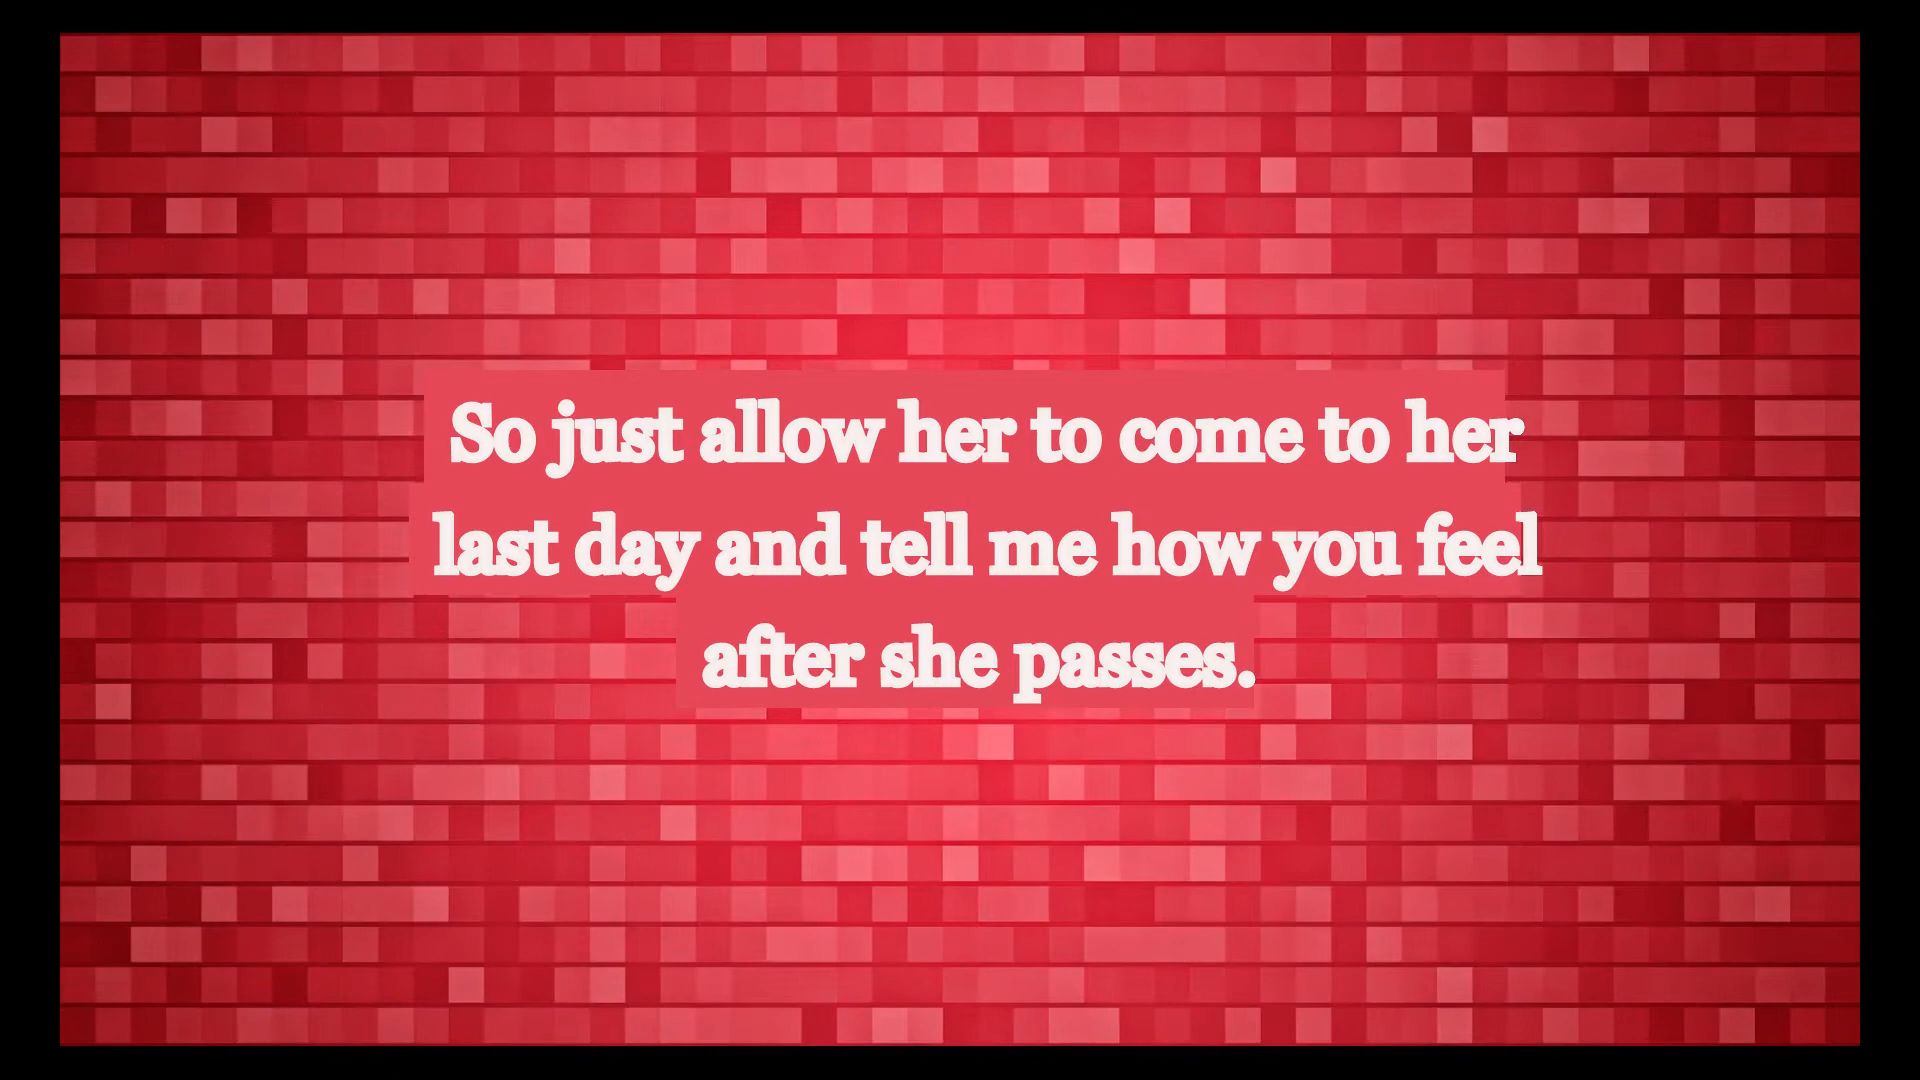 So just allow her to come to her
last day and tell me how you feel
after she passes.